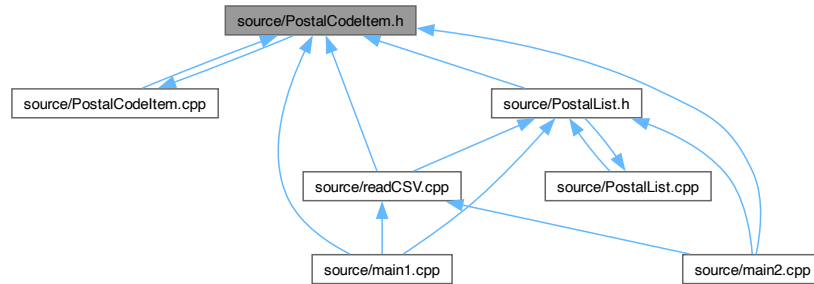 source/PostalCodeItem.h
source/PostalCodeItem.cpp
source/PostalList.h
source/readCSV.cpp
source/PostalList.cpp
source/main1.cpp
source/main2.cpp